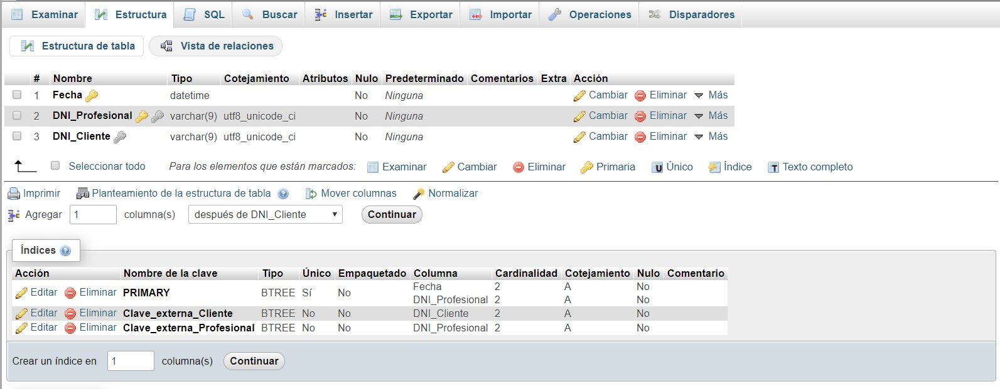 Examinar Estructura SQL Buscar Insertar Exportar Importar Operaciones Disparadores
Estructura de tabla Vista de relaciones
# Nombre Tipo Cotejamiento Atributos Nulo Predeterminado Comentarios Extra Acción
1 Fecha datetime No Ninguna Cambiar Eliminar Más
2 DNI_Profesional varchar(9) utf8_unicode_ci No Ninguna Cambiar Eliminar Más
3 DNI_Cliente varchar(9) utf8_unicode_ci No Ninguna Cambiar Eliminar Más
Seleccionar todo Para los elementos que están marcados: Examinar Cambiar Eliminar Primaria Único Índice Texto completo
Imprimir Planteamiento de la estructura de tabla Mover columnas Normalizar
Agregar 1 columna(s) después de DNI_Cliente Continuar
Índices
Acción Nombre de la clave Tipo Único Empaquetado Columna Cardinalidad Cotejamiento Nulo Comentario
Editar Eliminar PRIMARY BTREE Sí No Fecha 2 A No
DNI_Profesional 2 A No
Editar Eliminar Clave_externa_Cliente BTREE No No DNI_Cliente 2 A No
Editar Eliminar Clave_externa_Profesional BTREE No No DNI_Profesional 2 A No
Crear un índice en 1 columna(s) Continuar